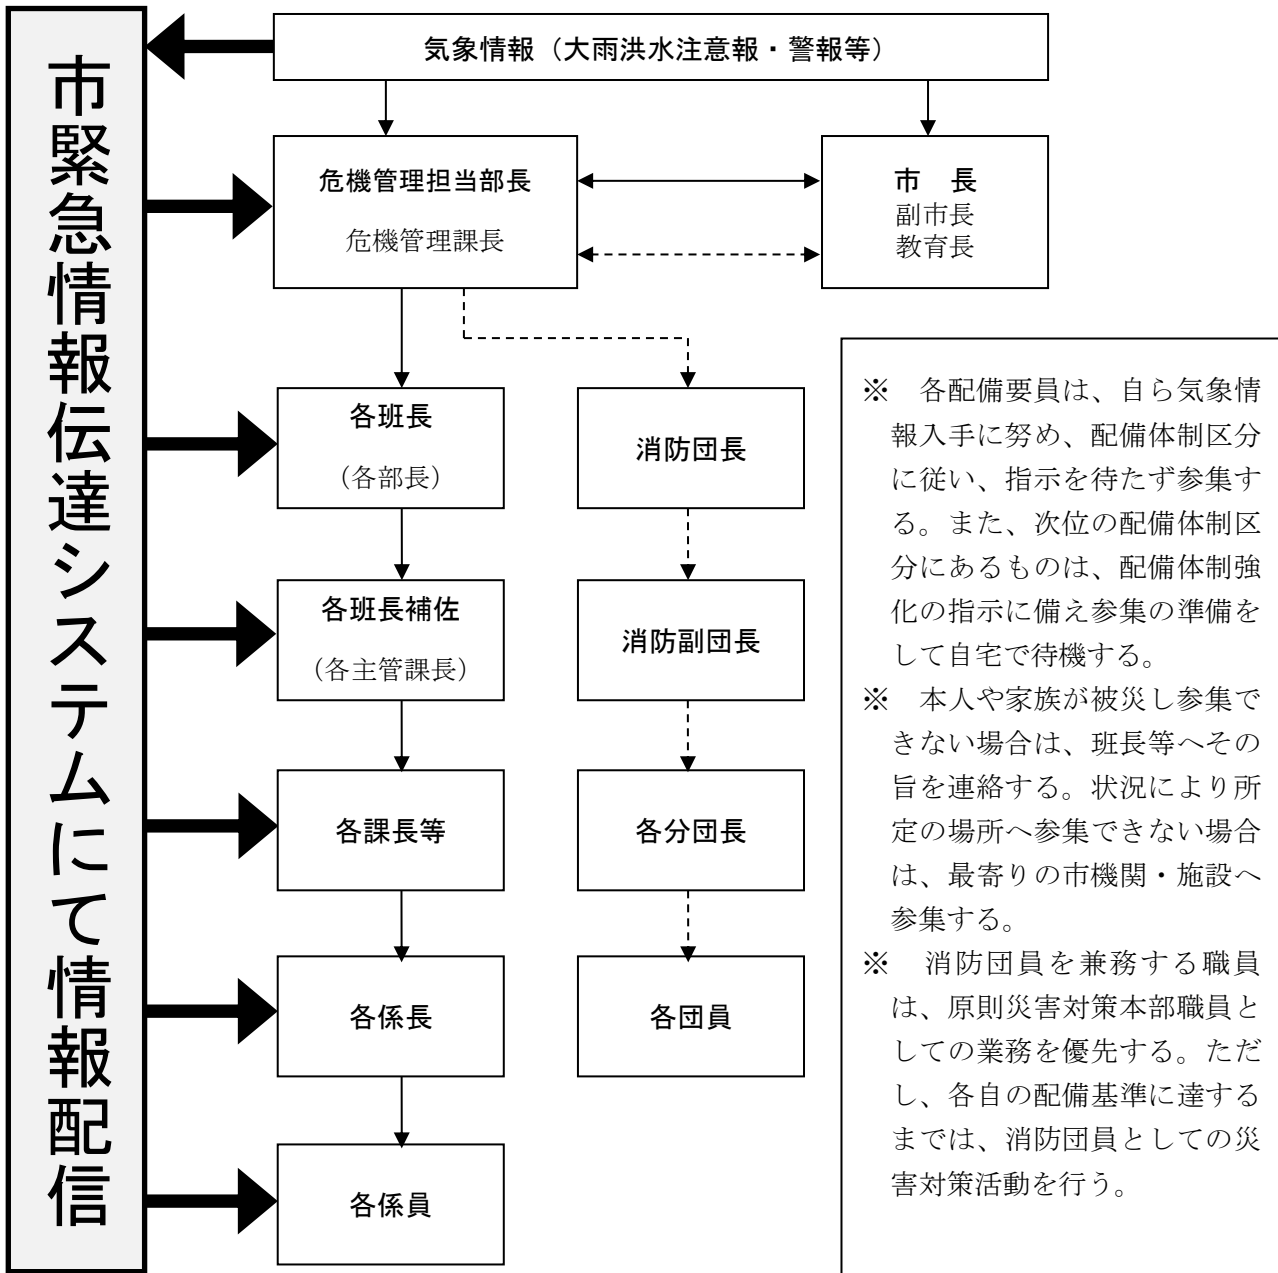 市緊急情報伝達システムにて情報配信
気象情報（大雨洪水注意報・警報等）
危機管理担当部長
危機管理課長
市　長
副市長
教育長
各班長
（各部長）
消防団長
各班長補佐
（各主管課長）
消防副団長
各課長等
各分団長
各係長
各団員
各係員
※　各配備要員は、自ら気象情
報入手に努め、配備体制区分
に従い、指示を待たず参集す
る。また、次位の配備体制区
分にあるものは、配備体制強
化の指示に備え参集の準備を
して自宅で待機する。
※　本人や家族が被災し参集で
きない場合は、班長等へその
旨を連絡する。状況により所
定の場所へ参集できない場合
は、最寄りの市機関・施設へ
参集する。
※　消防団員を兼務する職員
は、原則災害対策本部職員と
しての業務を優先する。ただ
し、各自の配備基準に達する
までは、消防団員としての災
害対策活動を行う。